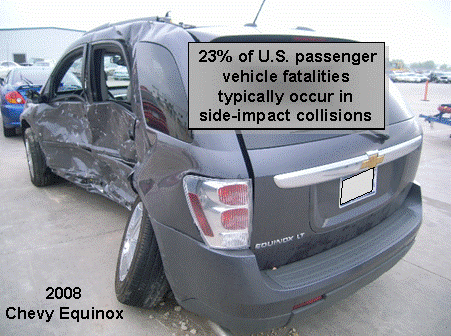 23% of U.S. passenger
vehicle fatalities
typically occur in
side-impact collisions
EQUINOX LT
2008
Chevy Equinox